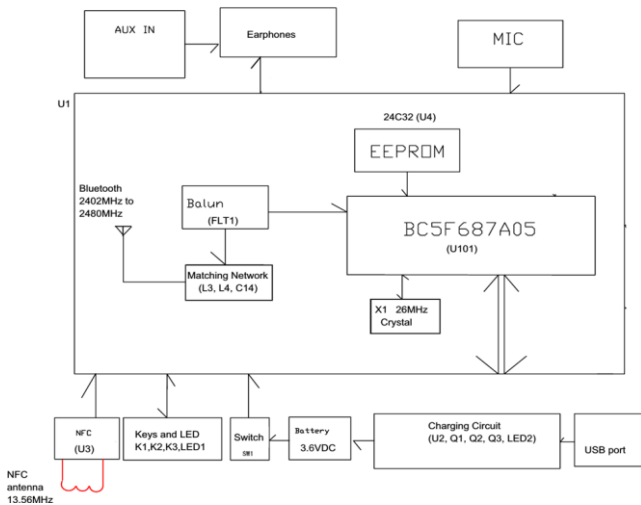 AUX IN
Earphones
MIC
U1
24C32 (U4)
EEPROM
Bluetooth
2402MHz to
2480MHz
Balun
(FLT1)
BC5F687A05
(U101)
Matching Network
(L3, L4, C14)
X1 26MHz
Crystal
NFC
(U3)
Keys and LED
K1,K2,K3,LED1
Switch
SW1
Battery
3.6VDC
Charging Circuit
(U2, Q1, Q2, Q3, LED2)
USB port
NFC
antenna
13.56MHz